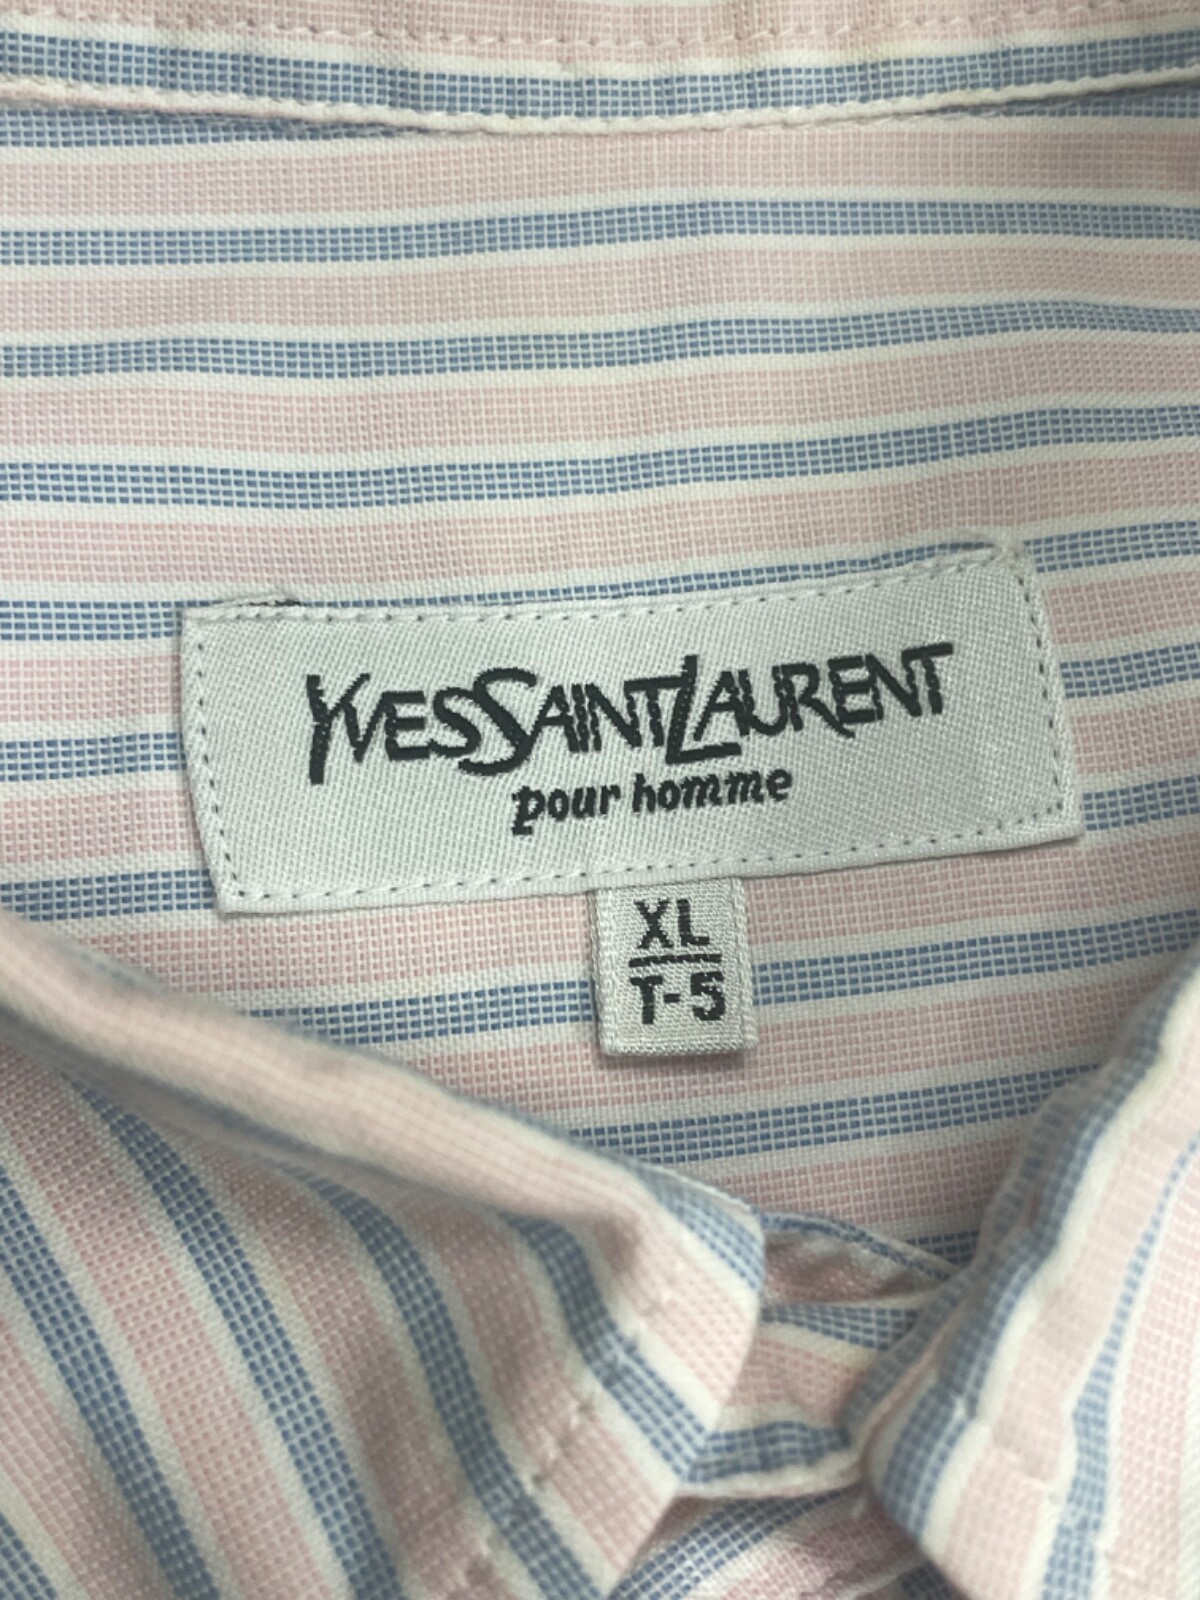 YVESSAINTLAURENT
pour homme
XL
T-5